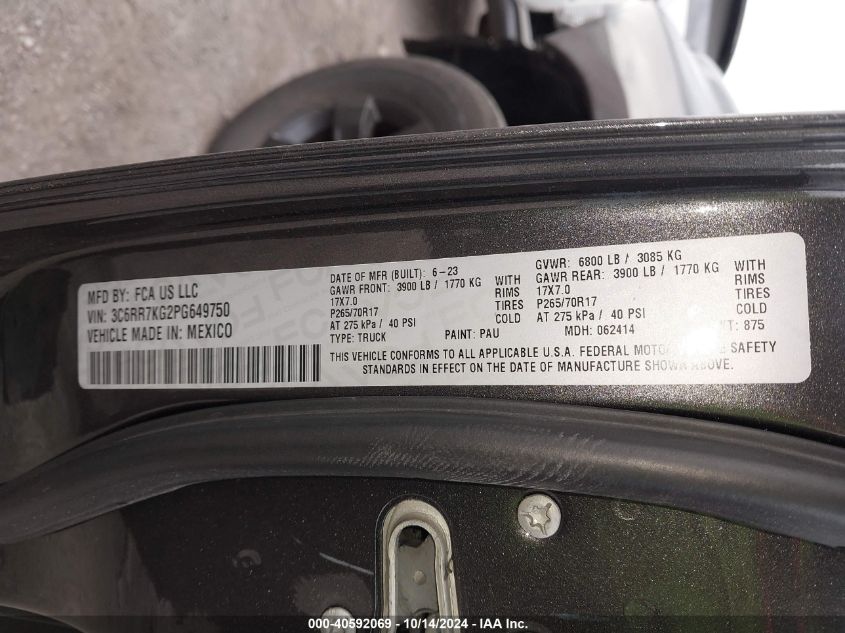 MFD BY: FCA US LLC
VIN: 3C6RR7KG2PG649750
VEHICLE MADE IN: MEXICO
DATE OF MFR (BUILT): 6-23
GAWR FRONT: 3900 LB / 1770 KG WITH
17X7.0 RIMS
P265/70R17 TIRES
AT 275 kPa / 40 PSI COLD
TYPE: TRUCK PAINT: PAU
GVWR: 6800 LB / 3085 KG
GAWR REAR: 3900 LB / 1770 KG WITH
17X7.0 RIMS
P265/70R17 TIRES
AT 275 kPa / 40 PSI COLD
MDH: 062414 KT: 875
THIS VEHICLE CONFORMS TO ALL APPLICABLE U.S.A. FEDERAL MOTOR SAFETY
STANDARDS IN EFFECT ON THE DATE OF MANUFACTURE SHOWN ABOVE.
000-40592069 - 10/14/2024 - IAA Inc.